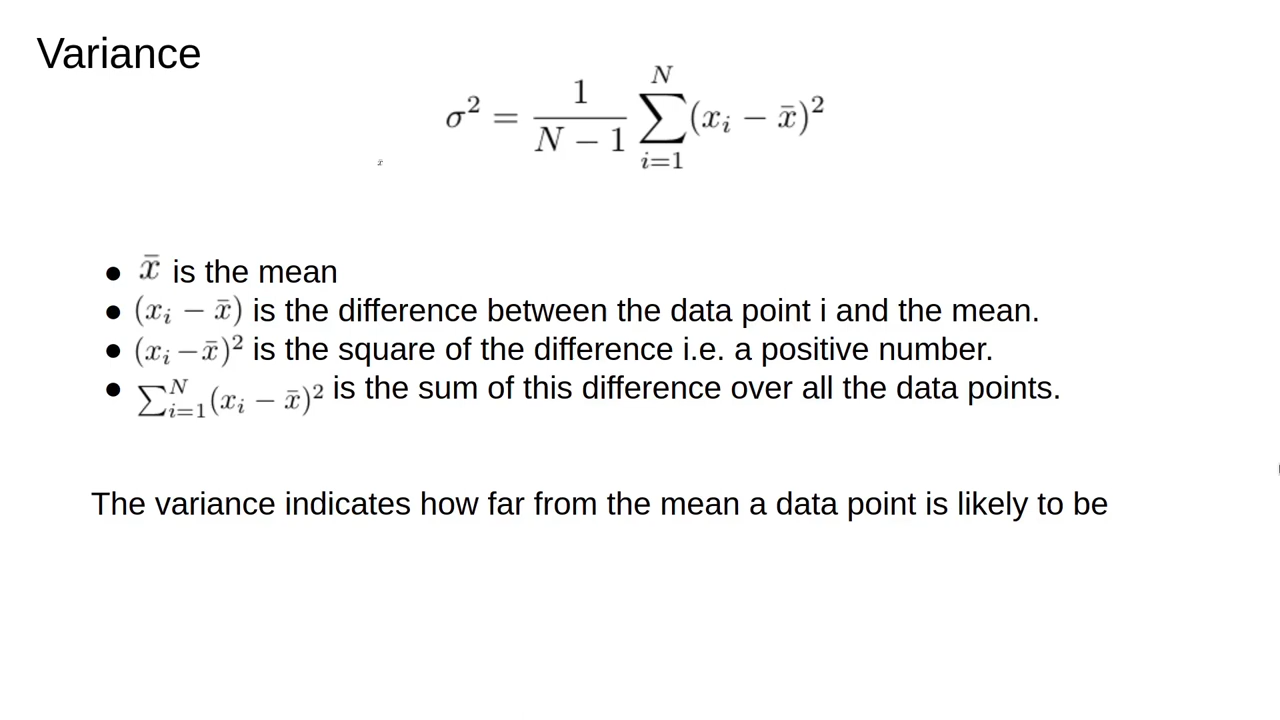 Variance
σ² = 1/(N − 1) ∑_{i=1}^{N} (x_i − x̄)²
x̄
● x̄ is the mean
● (x_i − x̄) is the difference between the data point i and the mean.
● (x_i − x̄)² is the square of the difference i.e. a positive number.
● ∑_{i=1}^{N} (x_i − x̄)² is the sum of this difference over all the data points.
The variance indicates how far from the mean a data point is likely to be